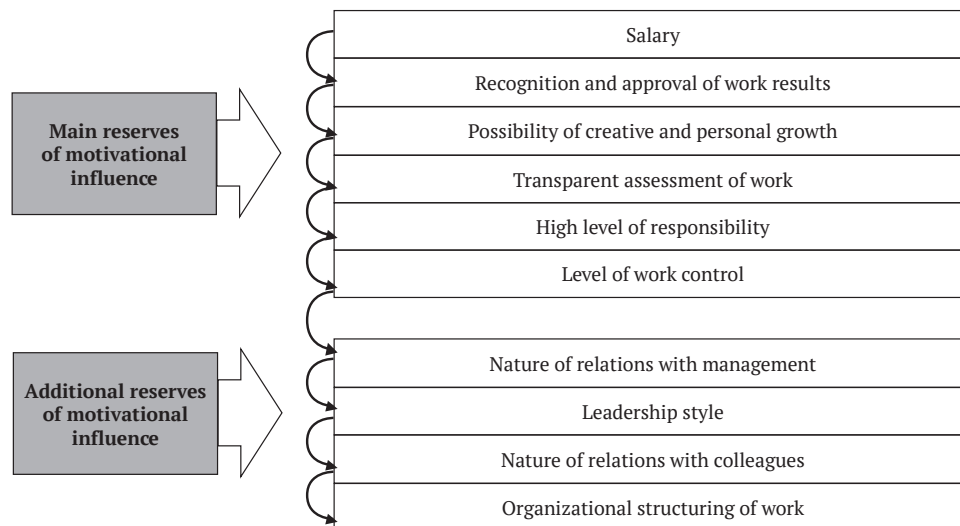 Main reserves
of motivational
influence
Salary
Recognition and approval of work results
Possibility of creative and personal growth
Transparent assessment of work
High level of responsibility
Level of work control
Additional reserves
of motivational
influence
Nature of relations with management
Leadership style
Nature of relations with colleagues
Organizational structuring of work